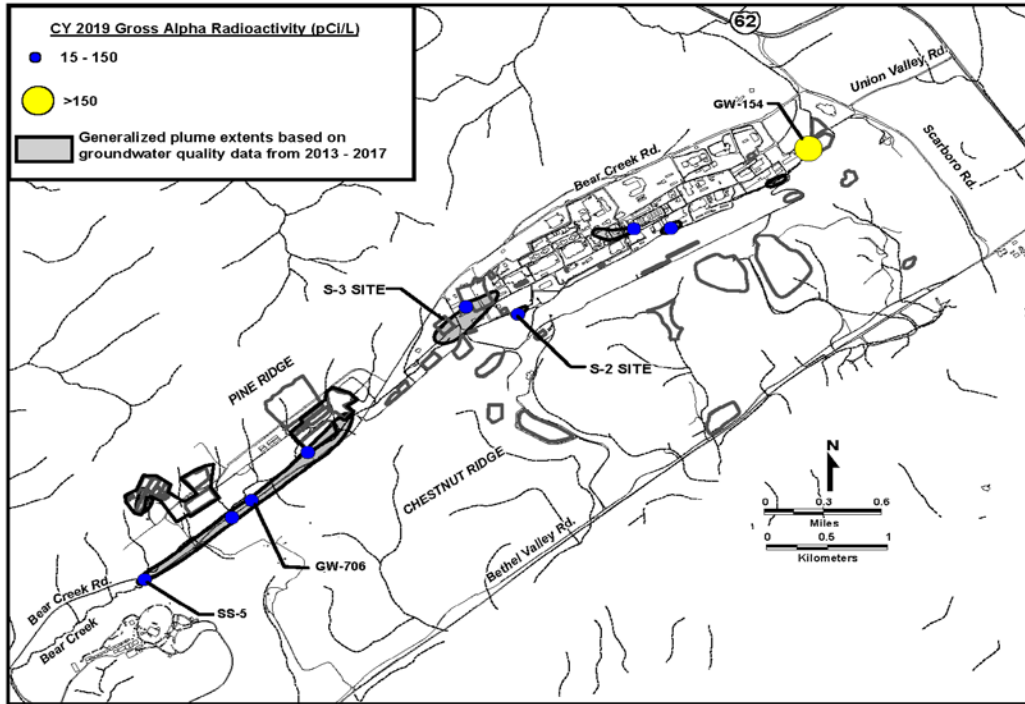 CY 2019 Gross Alpha Radioactivity (pCi/L)
15 - 150
>150
Generalized plume extents based on
groundwater quality data from 2013 - 2017
62
Union Valley Rd.
GW-154
Scarboro Rd.
Bear Creek Rd.
S-3 SITE
S-2 SITE
PINE RIDGE
CHESTNUT RIDGE
N
0 0.3 0.6
Miles
0 0.5 1
Kilometers
Bethel Valley Rd.
GW-706
Bear Creek Rd.
SS-5
Bear Creek